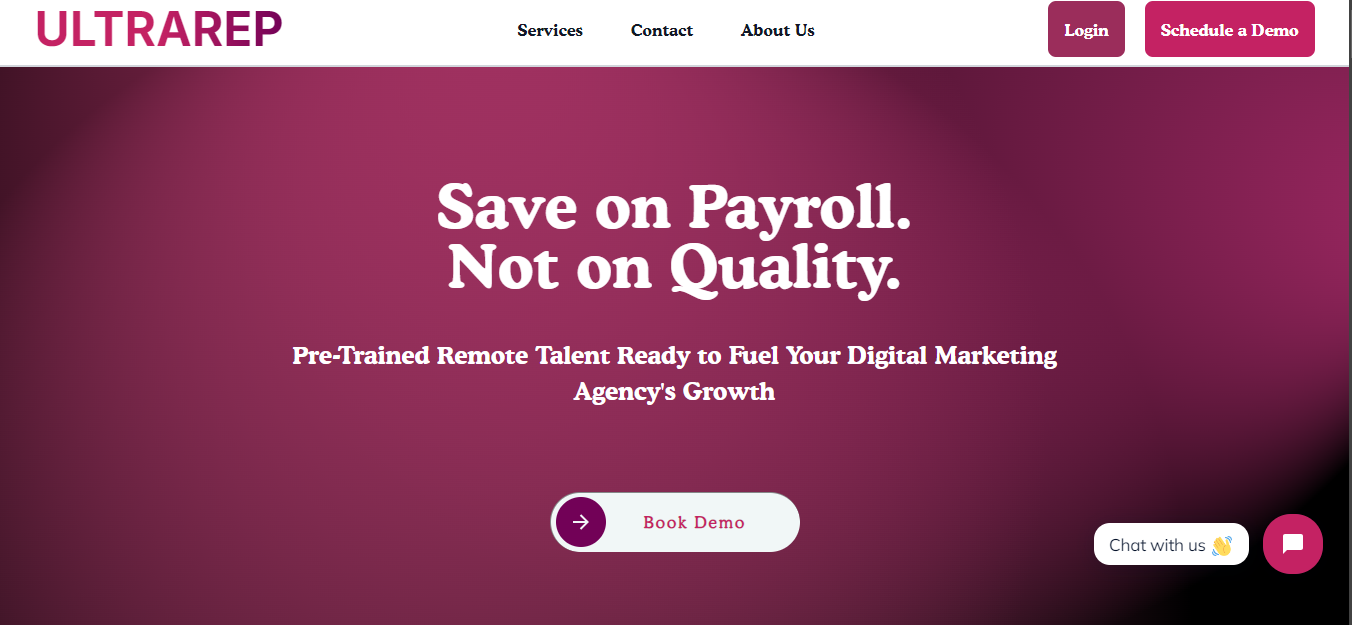 ULTRAREP
Services
Contact
About Us
Login
Schedule a Demo
Save on Payroll.
Not on Quality.
Pre-Trained Remote Talent Ready to Fuel Your Digital Marketing
Agency's Growth
Book Demo
Chat with us 👋